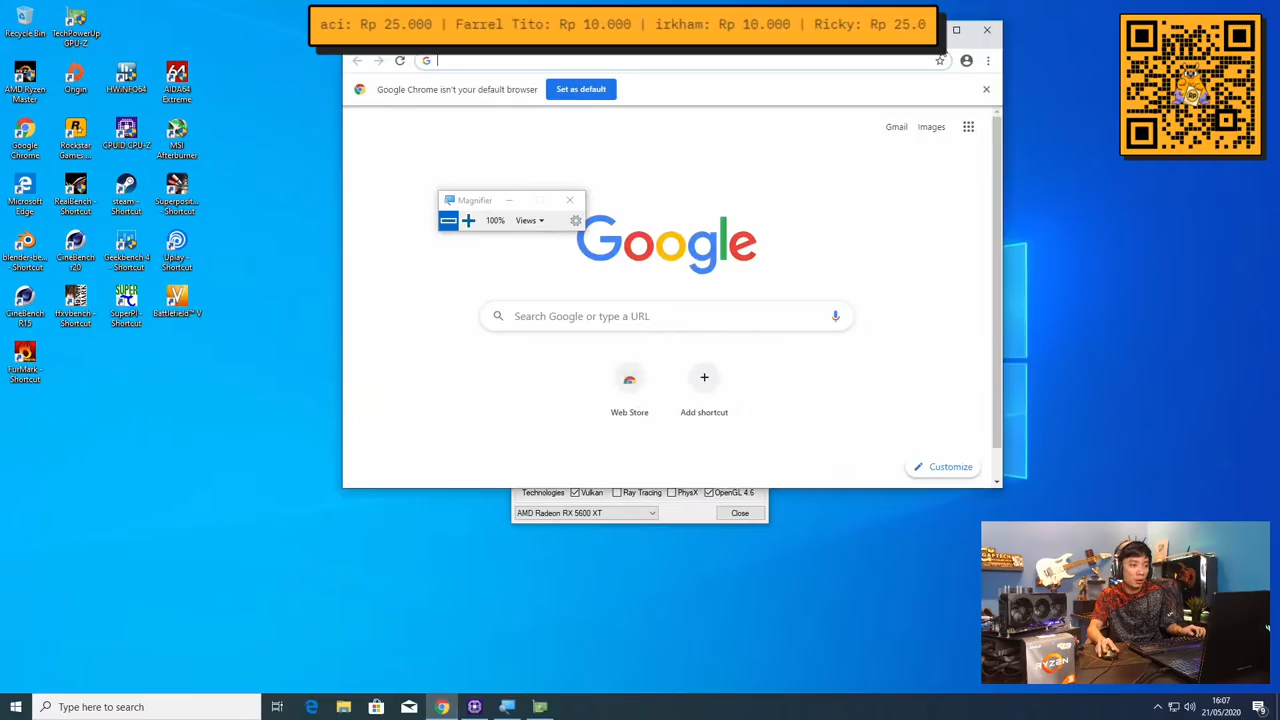 aci: Rp 25.000 | Farrel Tito: Rp 10.000 | irkham: Rp 10.000 | Ricky: Rp 25.0
Recycle Bin
TechPowerUp GPU-Z
AMD Ryzen Master
Origin
HWiNFO64
AIDA64 Extreme
Google Chrome
Rockstar Games ...
CPUID GPU-Z
MSI Afterburner
Microsoft Edge
RealBench - Shortcut
steam - Shortcut
Superposit... - Shortcut
blender-be... - Shortcut
CineBench r20
Geekbench 4 - Shortcut
Uplay - Shortcut
CineBench R15
ffxvbench - Shortcut
SuperPI - Shortcut
Battlefield™ V
FurMark - Shortcut
Google Chrome isn't your default browser
Set as default
Gmail Images
Magnifier
100% Views
Google
Search Google or type a URL
Web Store
Add shortcut
Customize
Technologies Vulkan Ray Tracing PhysX OpenGL 4.6
AMD Radeon RX 5600 XT Close
RYZEN
Type here to search
16:07
21/05/2020